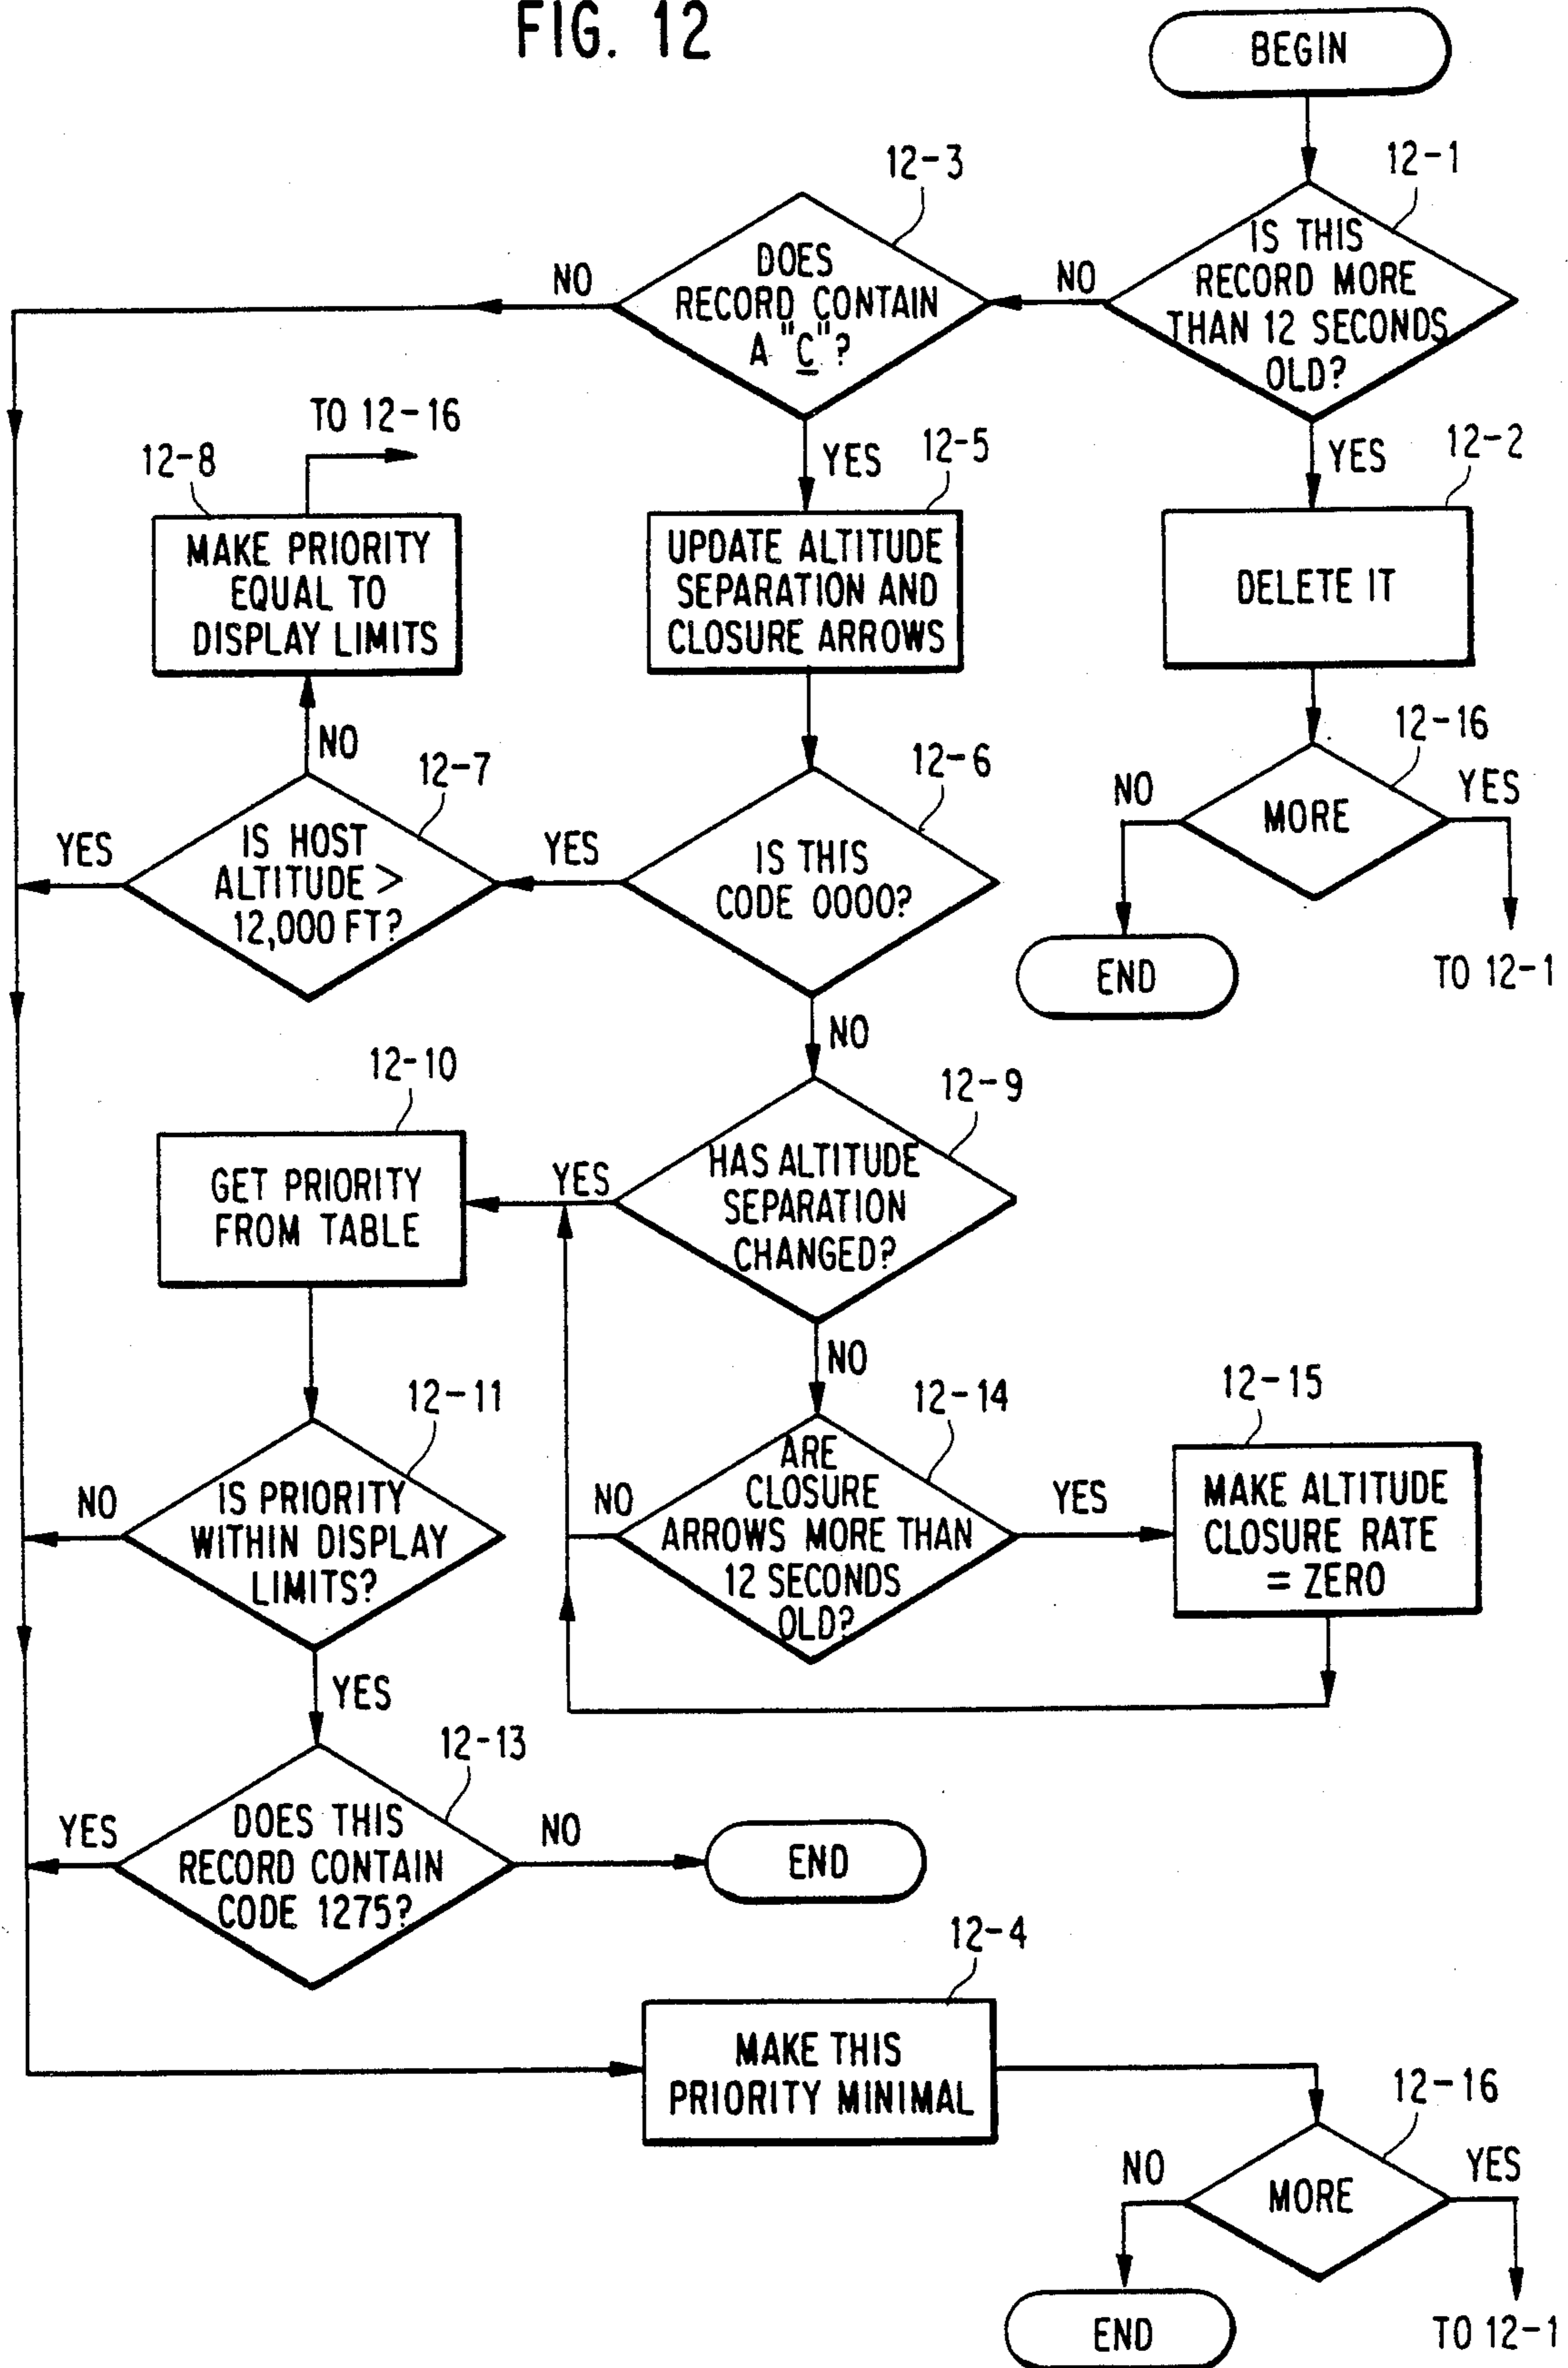 FIG. 12
BEGIN
12-1
IS THIS
RECORD MORE
THAN 12 SECONDS
OLD?
NO
YES
12-3
DOES
RECORD CONTAIN
A "C"?
NO
YES
12-2
DELETE IT
12-16
MORE
NO
YES
END
TO 12-1
12-5
UPDATE ALTITUDE
SEPARATION AND
CLOSURE ARROWS
TO 12-16
12-8
MAKE PRIORITY
EQUAL TO
DISPLAY LIMITS
NO
12-7
IS HOST
ALTITUDE >
12,000 FT?
YES
12-6
IS THIS
CODE 0000?
YES
NO
12-9
HAS ALTITUDE
SEPARATION
CHANGED?
YES
NO
12-10
GET PRIORITY
FROM TABLE
12-11
IS PRIORITY
WITHIN DISPLAY
LIMITS?
NO
YES
12-14
ARE
CLOSURE
ARROWS MORE THAN
12 SECONDS
OLD?
NO
YES
12-15
MAKE ALTITUDE
CLOSURE RATE
= ZERO
12-13
DOES THIS
RECORD CONTAIN
CODE 1275?
YES
NO
END
12-4
MAKE THIS
PRIORITY MINIMAL
12-16
MORE
NO
YES
END
TO 12-1